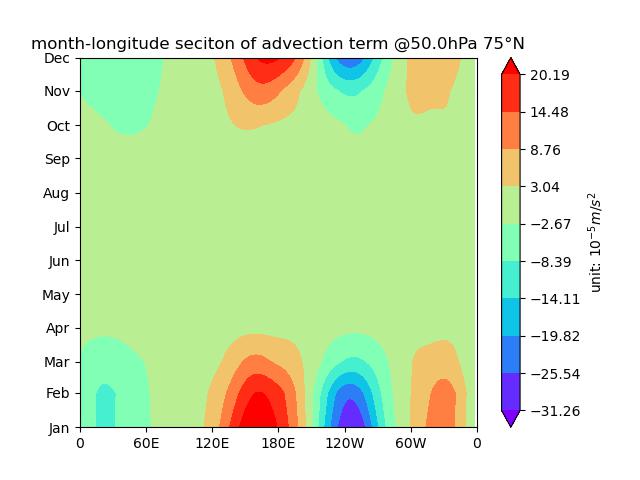 month-longitude seciton of advection term @50.0hPa 75°N
Dec
Nov
Oct
Sep
Aug
Jul
Jun
May
Apr
Mar
Feb
Jan
0 60E 120E 180E 120W 60W 0
20.19
14.48
8.76
3.04
−2.67
−8.39
−14.11
−19.82
−25.54
−31.26
unit: 10⁻⁵m/s²